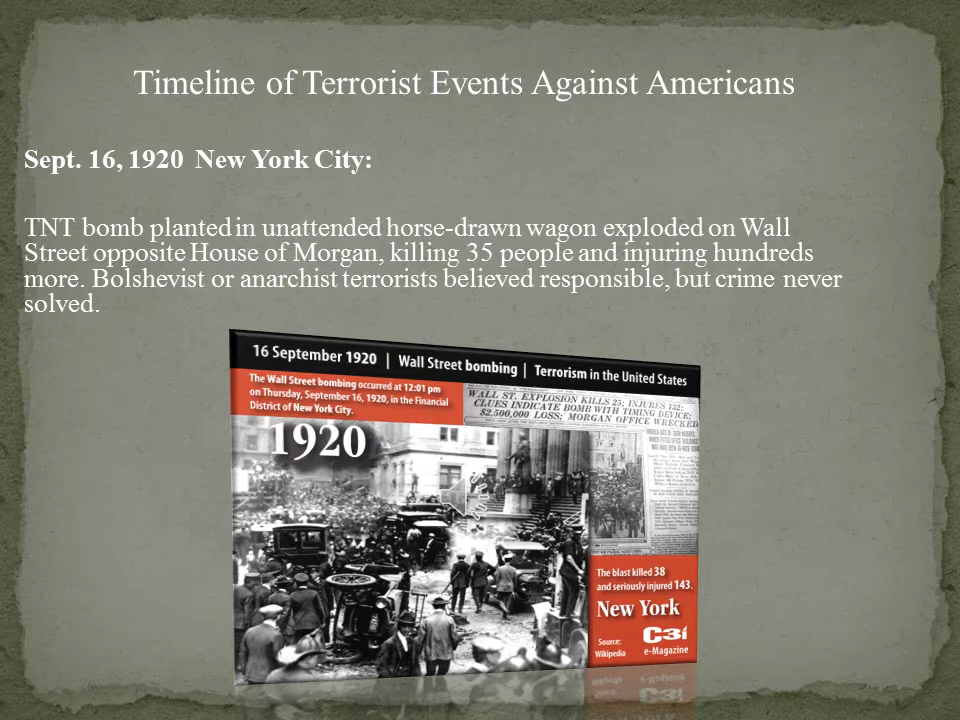 Timeline of Terrorist Events Against Americans
Sept. 16, 1920 New York City:
TNT bomb planted in unattended horse-drawn wagon exploded on Wall
Street opposite House of Morgan, killing 35 people and injuring hundreds
more. Bolshevist or anarchist terrorists believed responsible, but crime never
solved.
16 September 1920 | Wall Street bombing | Terrorism in the United States
The Wall Street bombing occurred at 12:01 pm
on Thursday, September 16, 1920, in the Financial
District of New York City.
WALL ST. EXPLOSION KILLS 25; INJURES 132;
CLUES INDICATE BOMB WITH TIMING DEVICE;
$2,500,000 LOSS; MORGAN OFFICE WRECKED
1920
The blast killed 38
and seriously injured 143.
New York
Source:
Wikipedia
C3i
e-Magazine